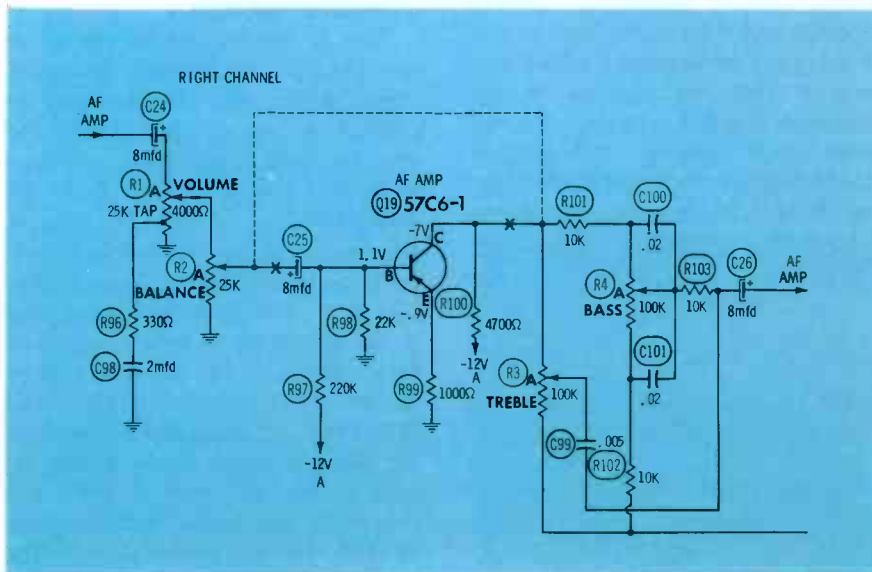 RIGHT CHANNEL
AF
AMP
C24
+
8mfd
R1 A VOLUME
25K TAP 4000Ω
R2 A
BALANCE 25K
R96 330Ω
C98 2mfd
C25
+
8mfd
AF AMP
Q19 57C6-1
-7V C
1.1V
B
E
-.9V
R98 22K
R97 220K
-12V
A
R99 1000Ω
R100
4700Ω
-12V
A
R3 A
TREBLE 100K
R101
10K
C100
.02
R4 A
BASS 100K
R103
10K
C26
+
8mfd
AF
AMP
C101
.02
C99 .005
R102
10K